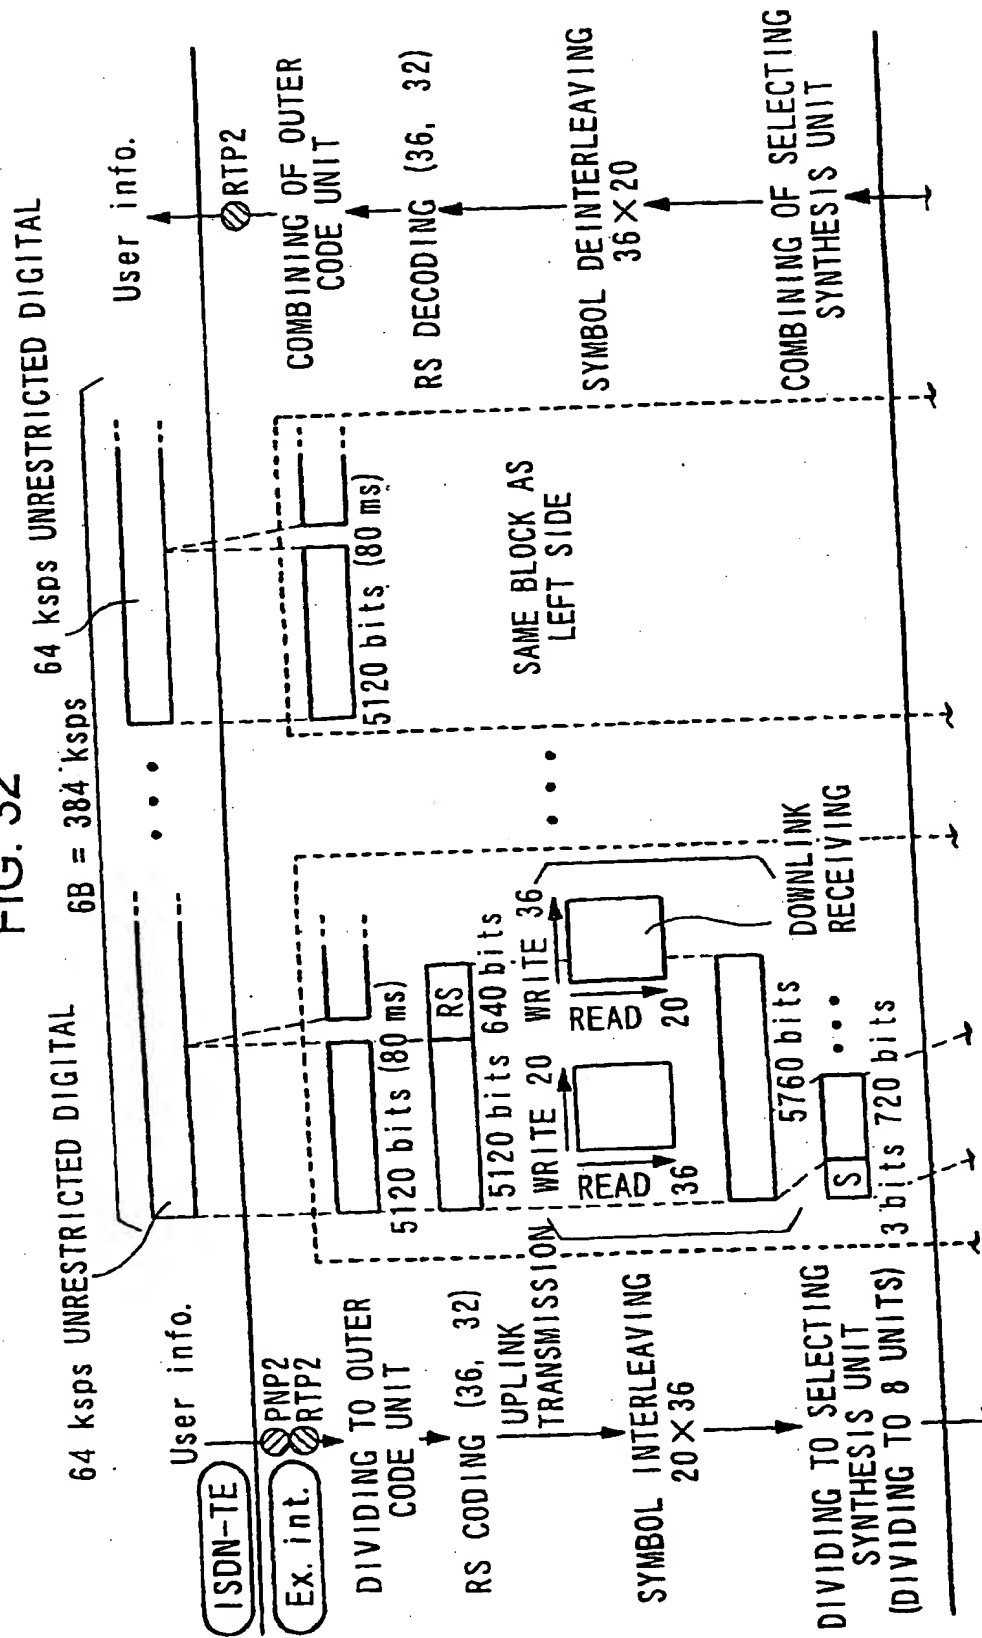 FIG. 32
6B = 384 ksps
64 ksps UNRESTRICTED DIGITAL
64 ksps UNRESTRICTED DIGITAL
User info.
User info.
ISDN-TE
Ex. int.
PNP2
RTP2
RTP2
DIVIDING TO OUTER
CODE UNIT
5120 bits (80 ms)
5120 bits (80 ms)
COMBINING OF OUTER
CODE UNIT
RS CODING (36, 32)
RS
5120 bits
640 bits
RS DECODING (36, 32)
UPLINK
TRANSMISSION
WRITE 20
READ
36
WRITE 36
READ
20
SAME BLOCK AS
LEFT SIDE
SYMBOL INTERLEAVING
20×36
SYMBOL DEINTERLEAVING
36×20
DOWNLINK
RECEIVING
5760 bits
DIVIDING TO SELECTING
SYNTHESIS UNIT
(DIVIDING TO 8 UNITS)
S
3 bits
720 bits
COMBINING OF SELECTING
SYNTHESIS UNIT